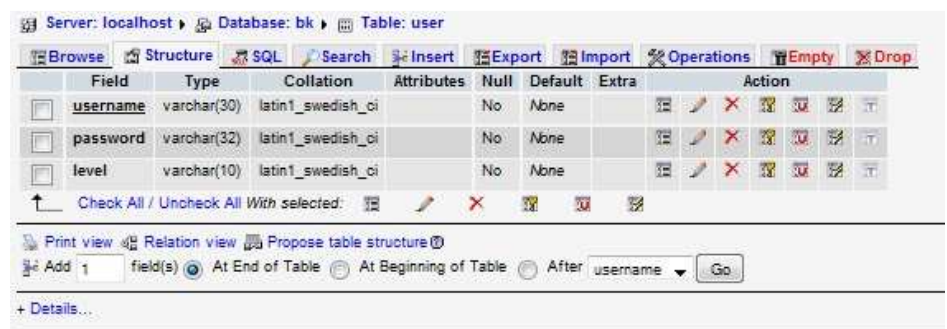 Server: localhost Database: bk Table: user
Browse Structure SQL Search Insert Export Import Operations Empty Drop
Field Type Collation Attributes Null Default Extra Action
username varchar(30) latin1_swedish_ci No None
password varchar(32) latin1_swedish_ci No None
level varchar(10) latin1_swedish_ci No None
Check All / Uncheck All With selected:
Print view Relation view Propose table structure
Add 1 field(s) At End of Table At Beginning of Table After username Go
+ Details...